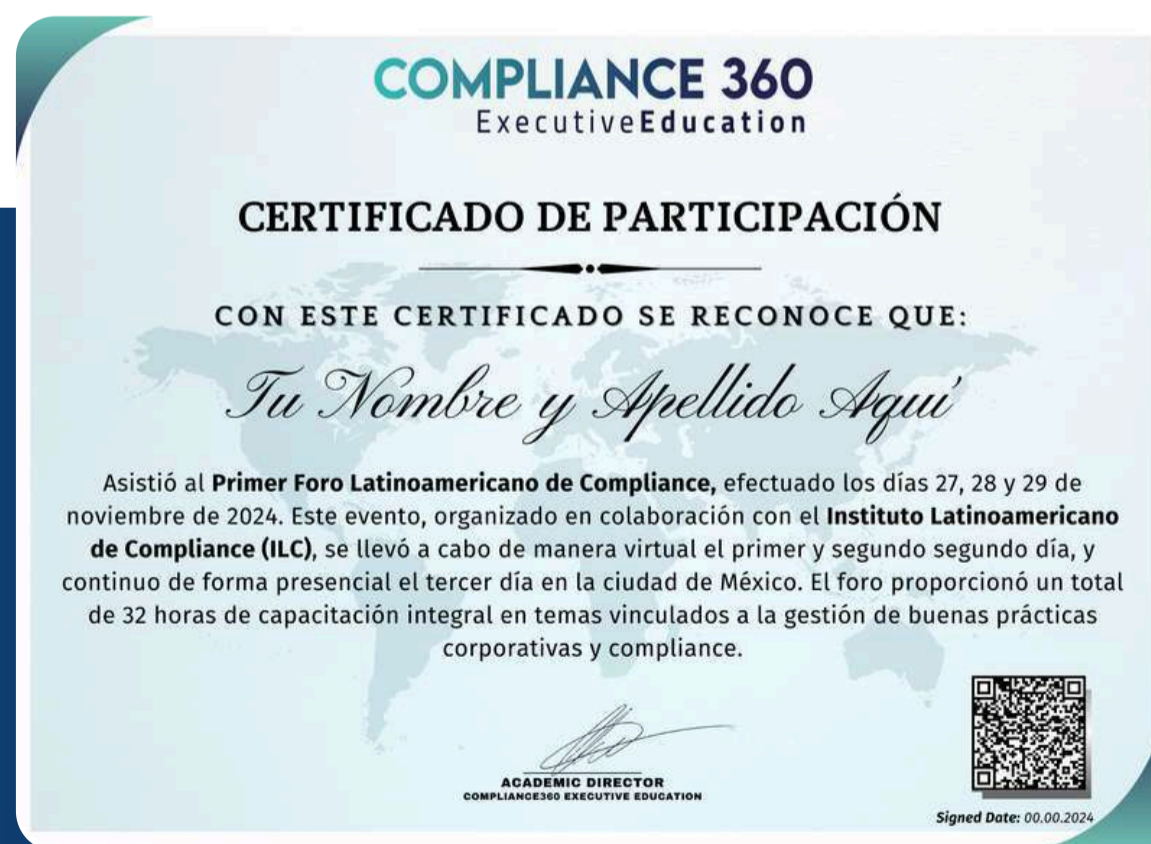 COMPLIANCE 360
ExecutiveEducation
CERTIFICADO DE PARTICIPACIÓN
CON ESTE CERTIFICADO SE RECONOCE QUE:
Tu Nombre y Apellido Aquí
Asistió al Primer Foro Latinoamericano de Compliance, efectuado los días 27, 28 y 29 de
noviembre de 2024. Este evento, organizado en colaboración con el Instituto Latinoamericano
de Compliance (ILC), se llevó a cabo de manera virtual el primer y segundo segundo día, y
continuo de forma presencial el tercer día en la ciudad de México. El foro proporcionó un total
de 32 horas de capacitación integral en temas vinculados a la gestión de buenas prácticas
corporativas y compliance.
ACADEMIC DIRECTOR
COMPLIANCE360 EXECUTIVE EDUCATION
Signed Date: 00.00.2024